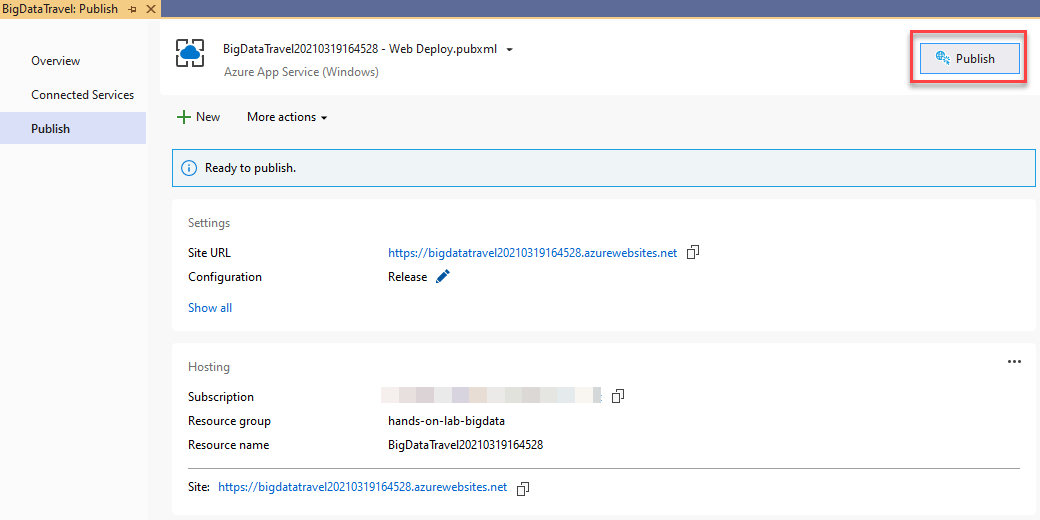 BigDataTravel: Publish
Overview
Connected Services
Publish
BigDataTravel20210319164528 - Web Deploy.pubxml
Azure App Service (Windows)
Publish
New
More actions
Ready to publish.
Settings
Site URL https://bigdatatravel20210319164528.azurewebsites.net
Configuration Release
Show all
Hosting
Subscription
Resource group hands-on-lab-bigdata
Resource name BigDataTravel20210319164528
Site: https://bigdatatravel20210319164528.azurewebsites.net